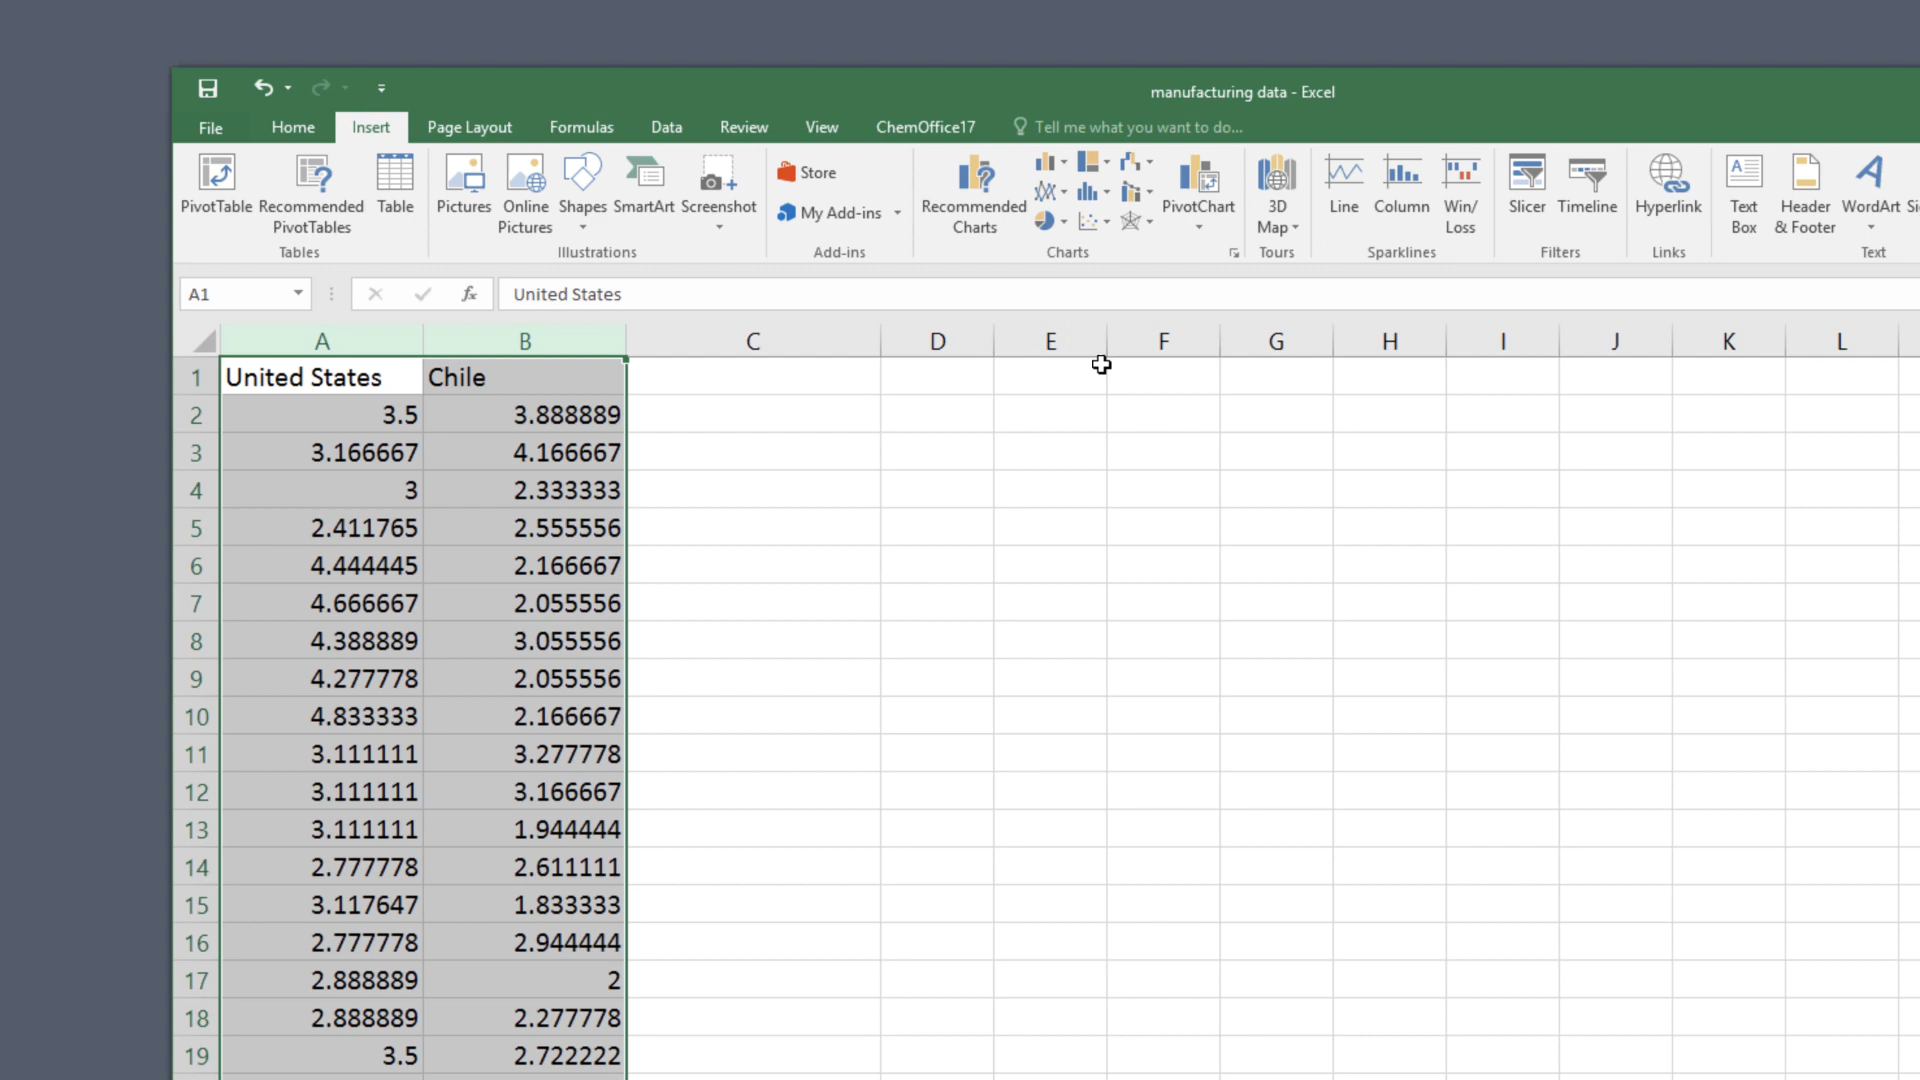 manufacturing data - Excel
File Home Insert Page Layout Formulas Data Review View ChemOffice17 Tell me what you want to do...
PivotTable Recommended PivotTables Table
Pictures Online Pictures Shapes SmartArt Screenshot
Store
My Add-ins
Recommended Charts PivotChart
3D Map
Line Column Win/ Loss
Slicer Timeline
Hyperlink
Text Box Header & Footer WordArt
Tables Illustrations Add-ins Charts Tours Sparklines Filters Links Text
A1 fx United States
A B C D E F G H I J K L
1 United States Chile
2 3.5 3.888889
3 3.166667 4.166667
4 3 2.333333
5 2.411765 2.555556
6 4.444445 2.166667
7 4.666667 2.055556
8 4.388889 3.055556
9 4.277778 2.055556
10 4.833333 2.166667
11 3.111111 3.277778
12 3.111111 3.166667
13 3.111111 1.944444
14 2.777778 2.611111
15 3.117647 1.833333
16 2.777778 2.944444
17 2.888889 2
18 2.888889 2.277778
19 3.5 2.722222